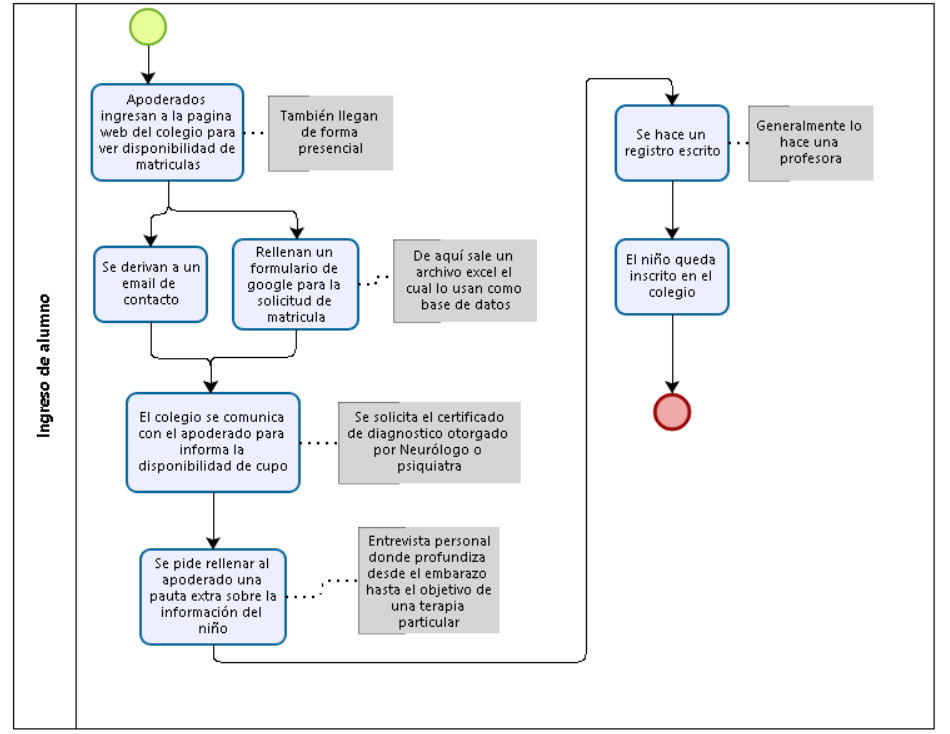 Ingreso de alumno
Apoderados
ingresan a la pagina
web del colegio para
ver disponibilidad de
matriculas
También llegan
de forma
presencial
Se derivan a un
email de
contacto
Rellenan un
formulario de
google para la
solicitud de
matricula
De aquí sale un
archivo excel el
cual lo usan como
base de datos
El colegio se comunica
con el apoderado para
informa la
disponibilidad de cupo
Se solicita el certificado
de diagnostico otorgado
por Neurólogo o
psiquiatra
Se pide rellenar al
apoderado una
pauta extra sobre la
información del
niño
Entrevista personal
donde profundiza
desde el embarazo
hasta el objetivo de
una terapia
particular
Se hace un
registro escrito
Generalmente lo
hace una
profesora
El niño queda
inscrito en el
colegio